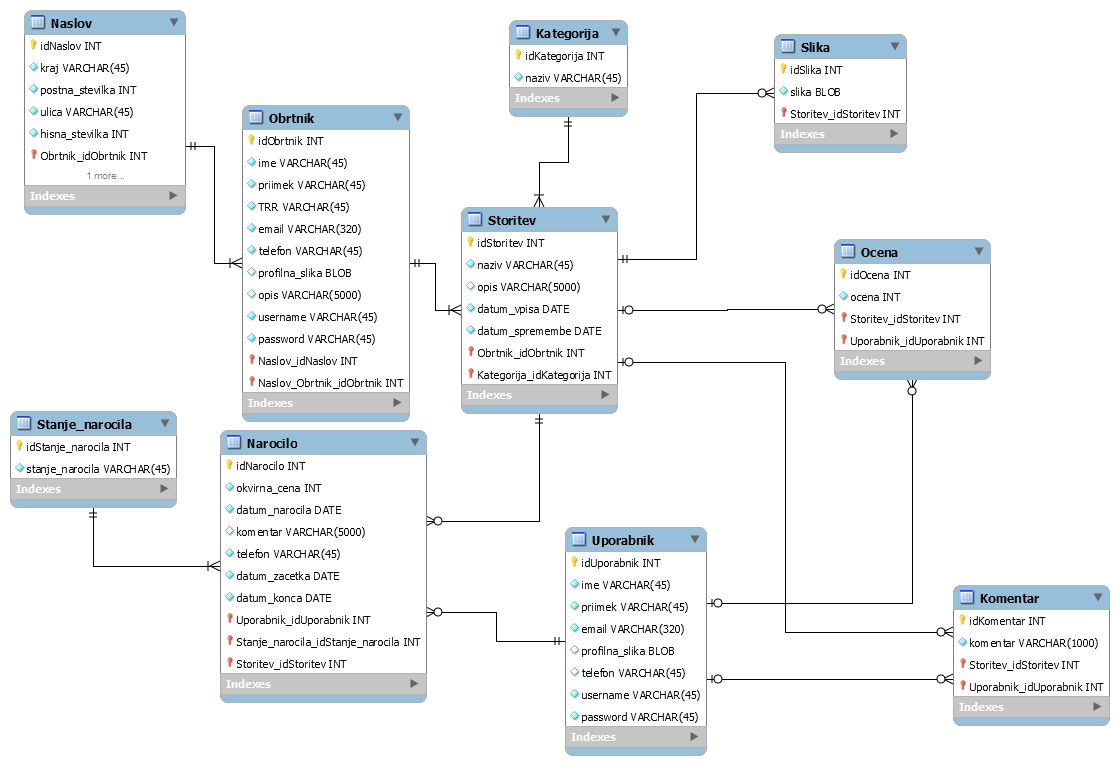 Naslov
idNaslov INT
kraj VARCHAR(45)
postna_stevilka INT
ulica VARCHAR(45)
hisna_stevilka INT
Obrtnik_idObrtnik INT
1 more...
Indexes
Obrtnik
idObrtnik INT
ime VARCHAR(45)
priimek VARCHAR(45)
TRR VARCHAR(45)
email VARCHAR(320)
telefon VARCHAR(45)
profilna_slika BLOB
opis VARCHAR(5000)
username VARCHAR(45)
password VARCHAR(45)
Naslov_idNaslov INT
Naslov_Obrtnik_idObrtnik INT
Indexes
Kategorija
idKategorija INT
naziv VARCHAR(45)
Indexes
Slika
idSlika INT
slika BLOB
Storitev_idStoritev INT
Indexes
Storitev
idStoritev INT
naziv VARCHAR(45)
opis VARCHAR(5000)
datum_vpisa DATE
datum_spremembe DATE
Obrtnik_idObrtnik INT
Kategorija_idKategorija INT
Indexes
Ocena
idOcena INT
ocena INT
Storitev_idStoritev INT
Uporabnik_idUporabnik INT
Indexes
Stanje_narocila
idStanje_narocila INT
stanje_narocila VARCHAR(45)
Indexes
Narocilo
idNarocilo INT
okvirna_cena INT
datum_narocila DATE
komentar VARCHAR(5000)
telefon VARCHAR(45)
datum_zacetka DATE
datum_konca DATE
Uporabnik_idUporabnik INT
Stanje_narocila_idStanje_narocila INT
Storitev_idStoritev INT
Indexes
Uporabnik
idUporabnik INT
ime VARCHAR(45)
priimek VARCHAR(45)
email VARCHAR(320)
profilna_slika BLOB
telefon VARCHAR(45)
username VARCHAR(45)
password VARCHAR(45)
Indexes
Komentar
idKomentar INT
komentar VARCHAR(1000)
Storitev_idStoritev INT
Uporabnik_idUporabnik INT
Indexes